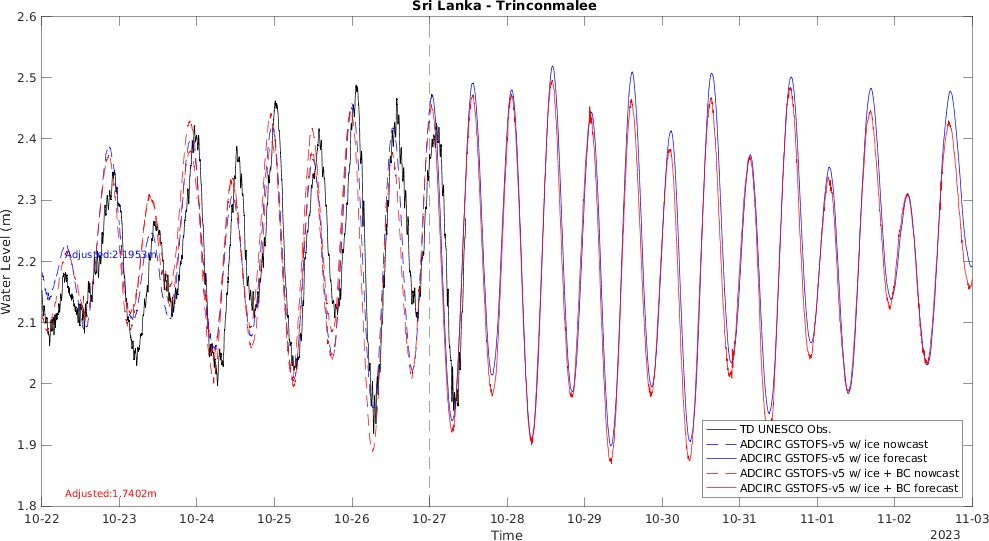 Sri Lanka - Trinconmalee
Water Level (m)
2.6
2.5
2.4
2.3
2.2
2.1
2
1.9
1.8
Adjusted:2.1953m
Adjusted:1.7402m
TD UNESCO Obs.
ADCIRC GSTOFS-v5 w/ ice nowcast
ADCIRC GSTOFS-v5 w/ ice forecast
ADCIRC GSTOFS-v5 w/ ice + BC nowcast
ADCIRC GSTOFS-v5 w/ ice + BC forecast
10-22 10-23 10-24 10-25 10-26 10-27 10-28 10-29 10-30 10-31 11-01 11-02 11-03
Time
2023